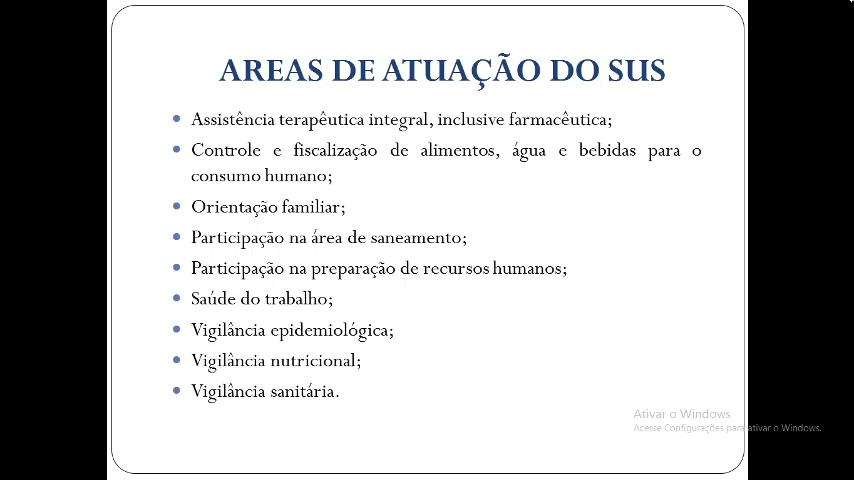 AREAS DE ATUAÇÃO DO SUS
• Assistência terapêutica integral, inclusive farmacêutica;
• Controle e fiscalização de alimentos, água e bebidas para o
consumo humano;
• Orientação familiar;
• Participação na área de saneamento;
• Participação na preparação de recursos humanos;
• Saúde do trabalho;
• Vigilância epidemiológica;
• Vigilância nutricional;
• Vigilância sanitária.
Ativar o Windows
Acesse Configurações para ativar o Windows.